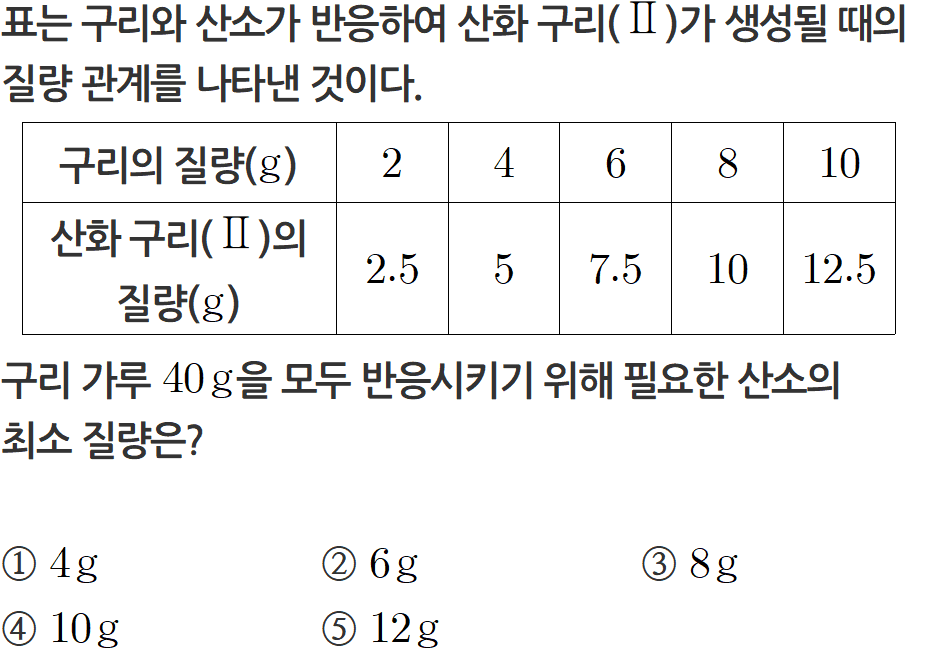 표는 구리와 산소가 반응하여 산화 구리(Ⅱ)가 생성될 때의
질량 관계를 나타낸 것이다.
구리의 질량(g) 2 4 6 8 10
산화 구리(Ⅱ)의
질량(g) 2.5 5 7.5 10 12.5
구리 가루 40 g을 모두 반응시키기 위해 필요한 산소의
최소 질량은?
① 4 g ② 6 g ③ 8 g
④ 10 g ⑤ 12 g